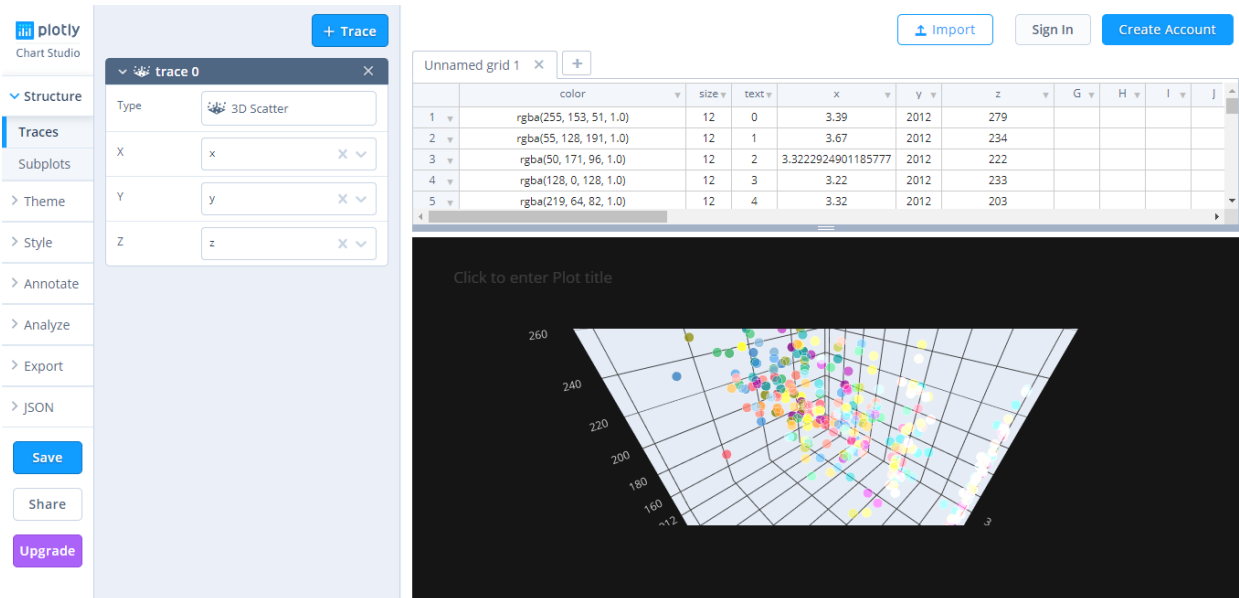 plotly
Chart Studio
Structure
Traces
Subplots
Theme
Style
Annotate
Analyze
Export
JSON
Save
Share
Upgrade
+ Trace
trace 0
Type 3D Scatter
X x
Y y
Z z
Import Sign In Create Account
Unnamed grid 1
color size text x y z G H I J
1 rgba(255, 153, 51, 1.0) 12 0 3.39 2012 279
2 rgba(55, 128, 191, 1.0) 12 1 3.67 2012 234
3 rgba(50, 171, 96, 1.0) 12 2 3.3222924901185777 2012 222
4 rgba(128, 0, 128, 1.0) 12 3 3.22 2012 233
5 rgba(219, 64, 82, 1.0) 12 4 3.32 2012 203
Click to enter Plot title
260
240
220
200
180
160
212
3